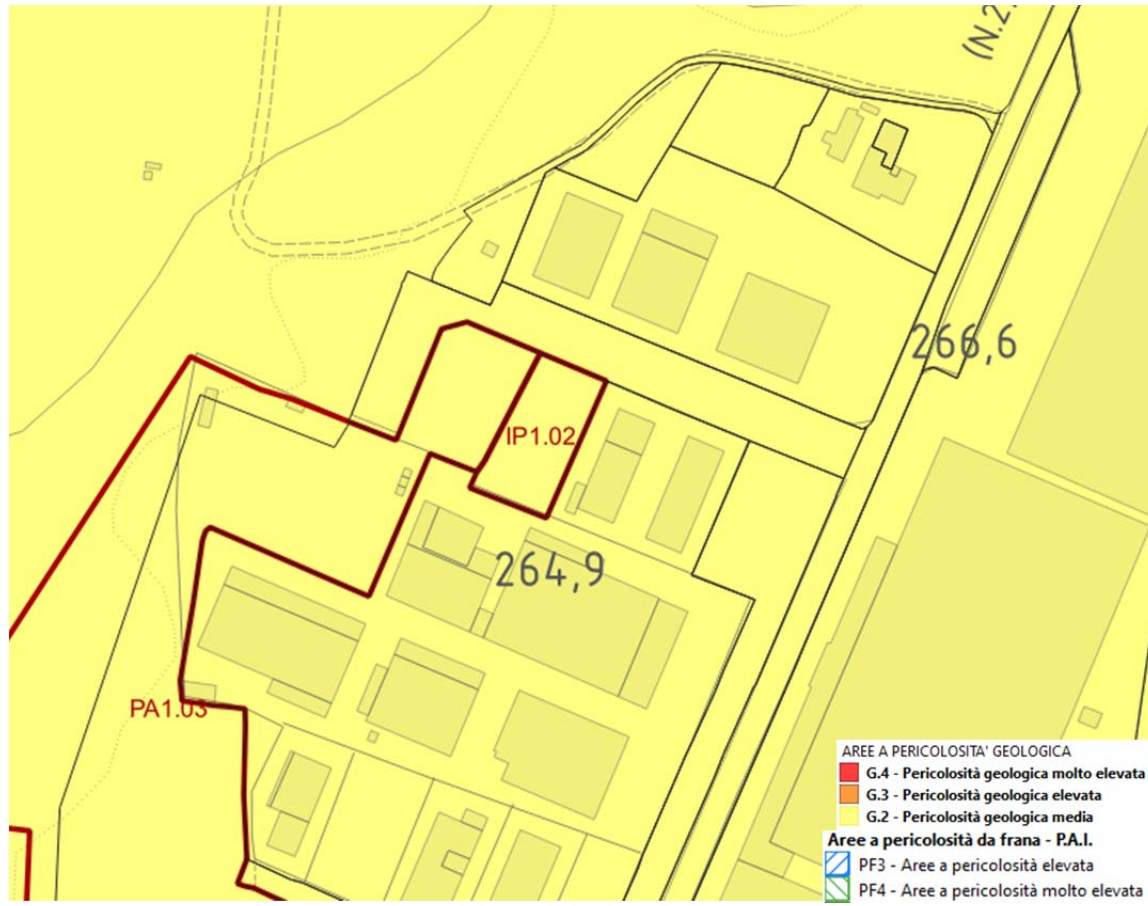 (N.2
266,6
IP1.02
264,9
PA1.03
AREE A PERICOLOSITA' GEOLOGICA
G.4 - Pericolosità geologica molto elevata
G.3 - Pericolosità geologica elevata
G.2 - Pericolosità geologica media
Aree a pericolosità da frana - P.A.I.
PF3 - Aree a pericolosità elevata
PF4 - Aree a pericolosità molto elevata